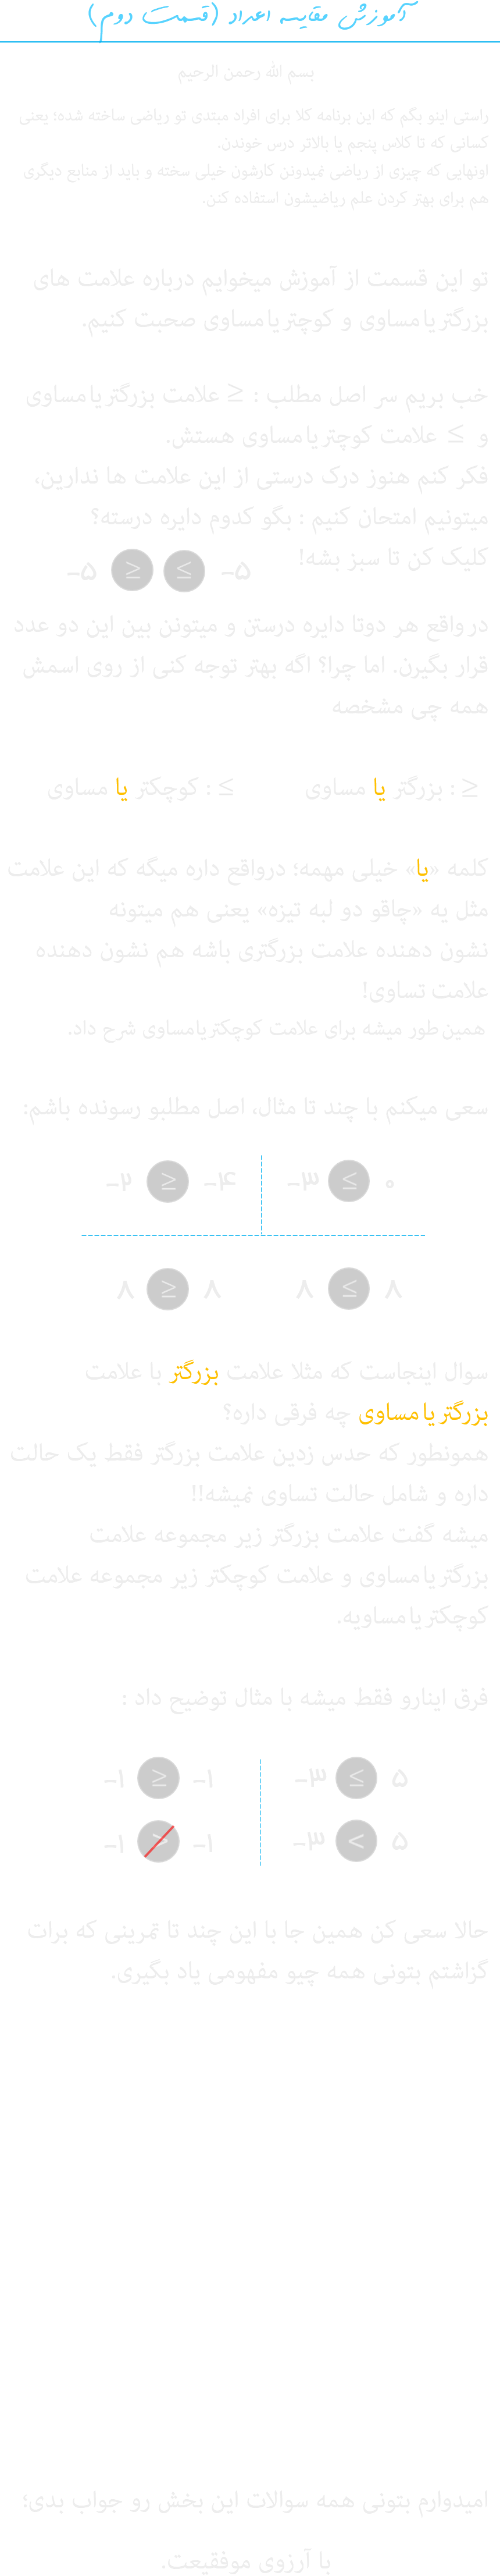 آموزش مقایسه اعداد (قسمت دوم)
بسم الله رحمن الرحیم
راستی اینو بگم که این برنامه کلا برای افراد مبتدی تو ریاضی ساخته شده؛ یعنی
کسانی که تا کلاس پنجم یا بالاتر درس خوندن.
اونهایی که چیزی از ریاضی نمیدونن کارشون خیلی سخته و باید از منابع دیگری
هم برای بهتر کردن علم ریاضیشون استفاده کنن.
تو این قسمت از آموزش میخوایم درباره علامت های
بزرگتر یا مساوی و کوچتر یا مساوی صحبت کنیم.
خب بریم سر اصل مطلب : ≤ علامت بزرگتر یا مساوی
و ≥ علامت کوچتر یا مساوی هستش.
فکر کنم هنوز درک درستی از این علامت ها ندارین،
میتونیم امتحان کنیم : بگو کدوم دایره درسته؟
کلیک کن تا سبز بشه!
-۵ ≤ ≥ -۵
در واقع هر دوتا دایره درستن و میتونن بین این دو عدد
قرار بگیرن. اما چرا؟ اگه بهتر توجه کنی از روی اسمش
همه چی مشخصه
≤ : بزرگتر یا مساوی
≥ : کوچکتر یا مساوی
کلمه «یا» خیلی مهمه؛ درواقع داره میگه که این علامت
مثل یه «چاقو دو لبه تیزه» یعنی هم میتونه
نشون دهنده علامت بزرگتری باشه هم نشون دهنده
علامت تساوی!
همین طور میشه برای علامت کوچکتر یا مساوی شرح داد.
سعی میکنم با چند تا مثال، اصل مطلبو رسونده باشم:
-۲ ≤ -۴ -۳ ≥ ۰
۸ ≤ ۸ ۸ ≥ ۸
سوال اینجاست که مثلا علامت بزرگتر با علامت
بزرگتر یا مساوی چه فرقی داره؟
همونطور که حدس زدین علامت بزرگتر فقط یک حالت
داره و شامل حالت تساوی نمیشه!!
میشه گفت علامت بزرگتر زیر مجموعه علامت
بزرگتر یا مساوی و علامت کوچکتر زیر مجموعه علامت
کوچکتر یا مساویه.
فرق اینارو فقط میشه با مثال توضیح داد :
-۱ ≤ -۱ -۳ ≥ ۵
-۱ < -۱ -۳ > ۵
حالا سعی کن همین جا با این چند تا تمرینی که برات
گزاشتم بتونی همه چیو مفهومی یاد بگیری.
امیدوارم بتونی همه سوالات این بخش رو جواب بدی؛
با آرزوی موفقیعت.